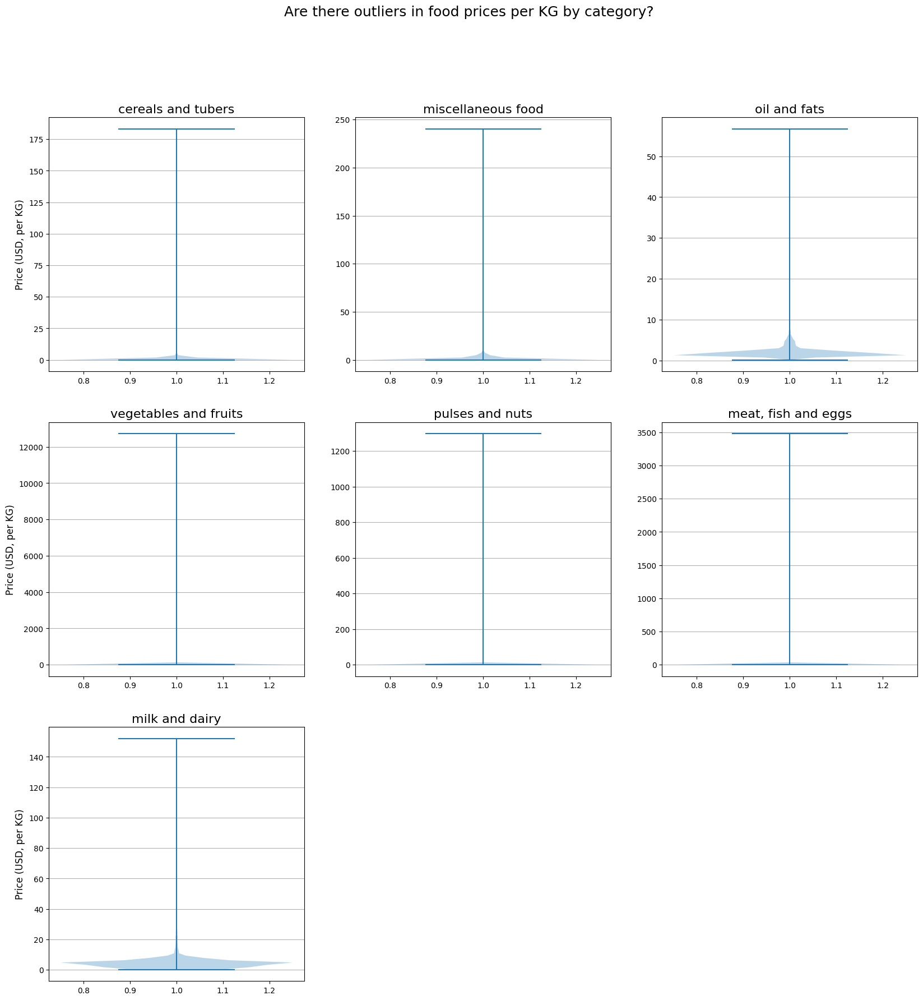 Are there outliers in food prices per KG by category?
cereals and tubers
175
150
125
100
75
50
25
0
Price (USD, per KG)
0.8 0.9 1.0 1.1 1.2
miscellaneous food
250
200
150
100
50
0
0.8 0.9 1.0 1.1 1.2
oil and fats
50
40
30
20
10
0
0.8 0.9 1.0 1.1 1.2
vegetables and fruits
12000
10000
8000
6000
4000
2000
0
Price (USD, per KG)
0.8 0.9 1.0 1.1 1.2
pulses and nuts
1200
1000
800
600
400
200
0
0.8 0.9 1.0 1.1 1.2
meat, fish and eggs
3500
3000
2500
2000
1500
1000
500
0
0.8 0.9 1.0 1.1 1.2
milk and dairy
140
120
100
80
60
40
20
0
Price (USD, per KG)
0.8 0.9 1.0 1.1 1.2